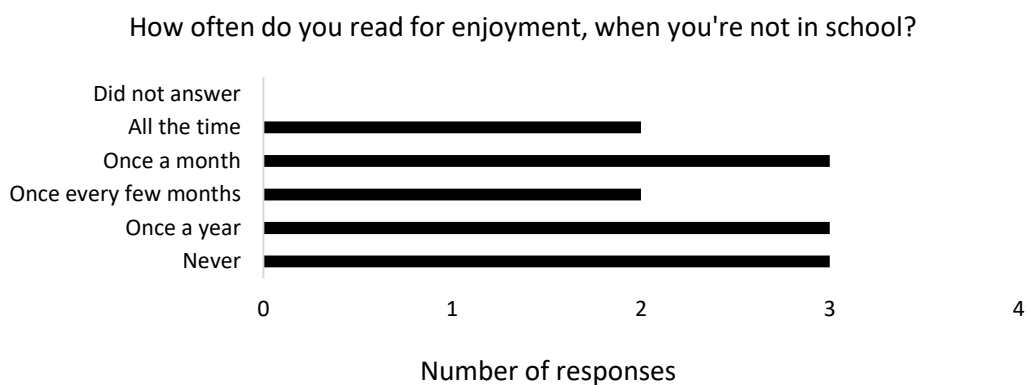 How often do you read for enjoyment, when you're not in school?
Did not answer
All the time
Once a month
Once every few months
Once a year
Never
0 1 2 3 4
Number of responses